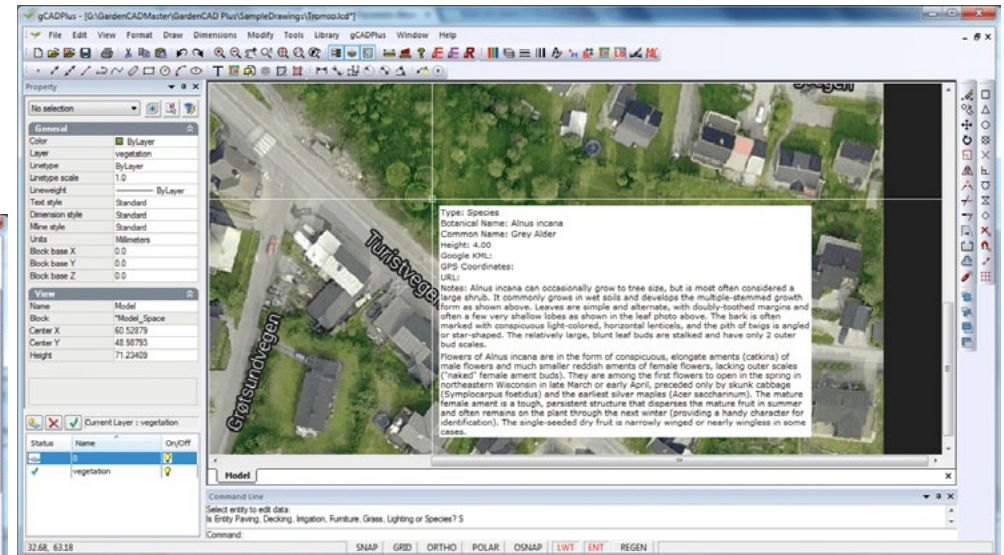 gCADPlus - [G:\GardenCADMaster\GardenCAD Plus\SampleDrawings\Tromso.lcd*]
File Edit View Format Draw Dimensions Modify Tools Library gCADPlus Window Help
Property
No selection
General
Color ByLayer
Layer vegetation
Linetype ByLayer
Linetype scale 1.0
Lineweight ByLayer
Text style Standard
Dimension style Standard
Mline style Standard
Units Millimeters
Block base X 0.0
Block base Y 0.0
Block base Z 0.0
View
Name Model
Block *Model_Space
Center X 60.52879
Center Y 48.58793
Height 71.23409
Current Layer : vegetation
Status Name On/Off
0
vegetation
Turistvegen
Grøtsundvegen
Type: Species
Botanical Name: Alnus incana
Common Name: Grey Alder
Height: 4.00
Google KML:
GPS Coordinates:
URL:
Notes: Alnus incana can occasionally grow to tree size, but is most often considered a
large shrub. It commonly grows in wet soils and develops the multiple-stemmed growth
form as shown above. Leaves are simple and alternate, with doubly-toothed margins and
often a few very shallow lobes as shown in the leaf photo above. The bark is often
marked with conspicuous light-colored, horizontal lenticels, and the pith of twigs is angled
or star-shaped. The relatively large, blunt leaf buds are stalked and have only 2 outer
bud scales.
Flowers of Alnus incana are in the form of conspicuous, elongate aments (catkins) of
male flowers and much smaller reddish aments of female flowers, lacking outer scales
("naked" female ament buds). They are among the first flowers to open in the spring in
northeastern Wisconsin in late March or early April, preceded only by skunk cabbage
(Symplocarpus foetidus) and the earliest silver maples (Acer sacchannum). The mature
female ament is a tough, persistent structure that disperses the mature fruit in summer
and often remains on the plant through the next winter (providing a handy character for
identification). The single-seeded dry fruit is narrowly winged or nearly wingless in some
cases.
Model
Command Line
Select entity to edit data:
Is Entity Paving, Decking, Irrigation, Furniture, Grass, Lighting or Species? S
Command:
32.68, 63.18 SNAP GRID ORTHO POLAR OSNAP LWT ENT REGEN